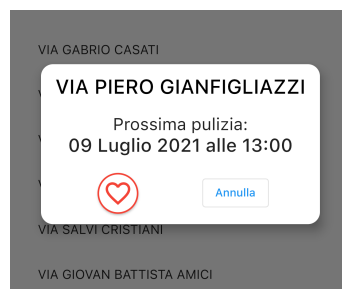 VIA GABRIO CASATI
VIA PIERO GIANFIGLIAZZI
Prossima pulizia:
09 Luglio 2021 alle 13:00
Annulla
VIA SALVI CRISTIANI
VIA GIOVAN BATTISTA AMICI